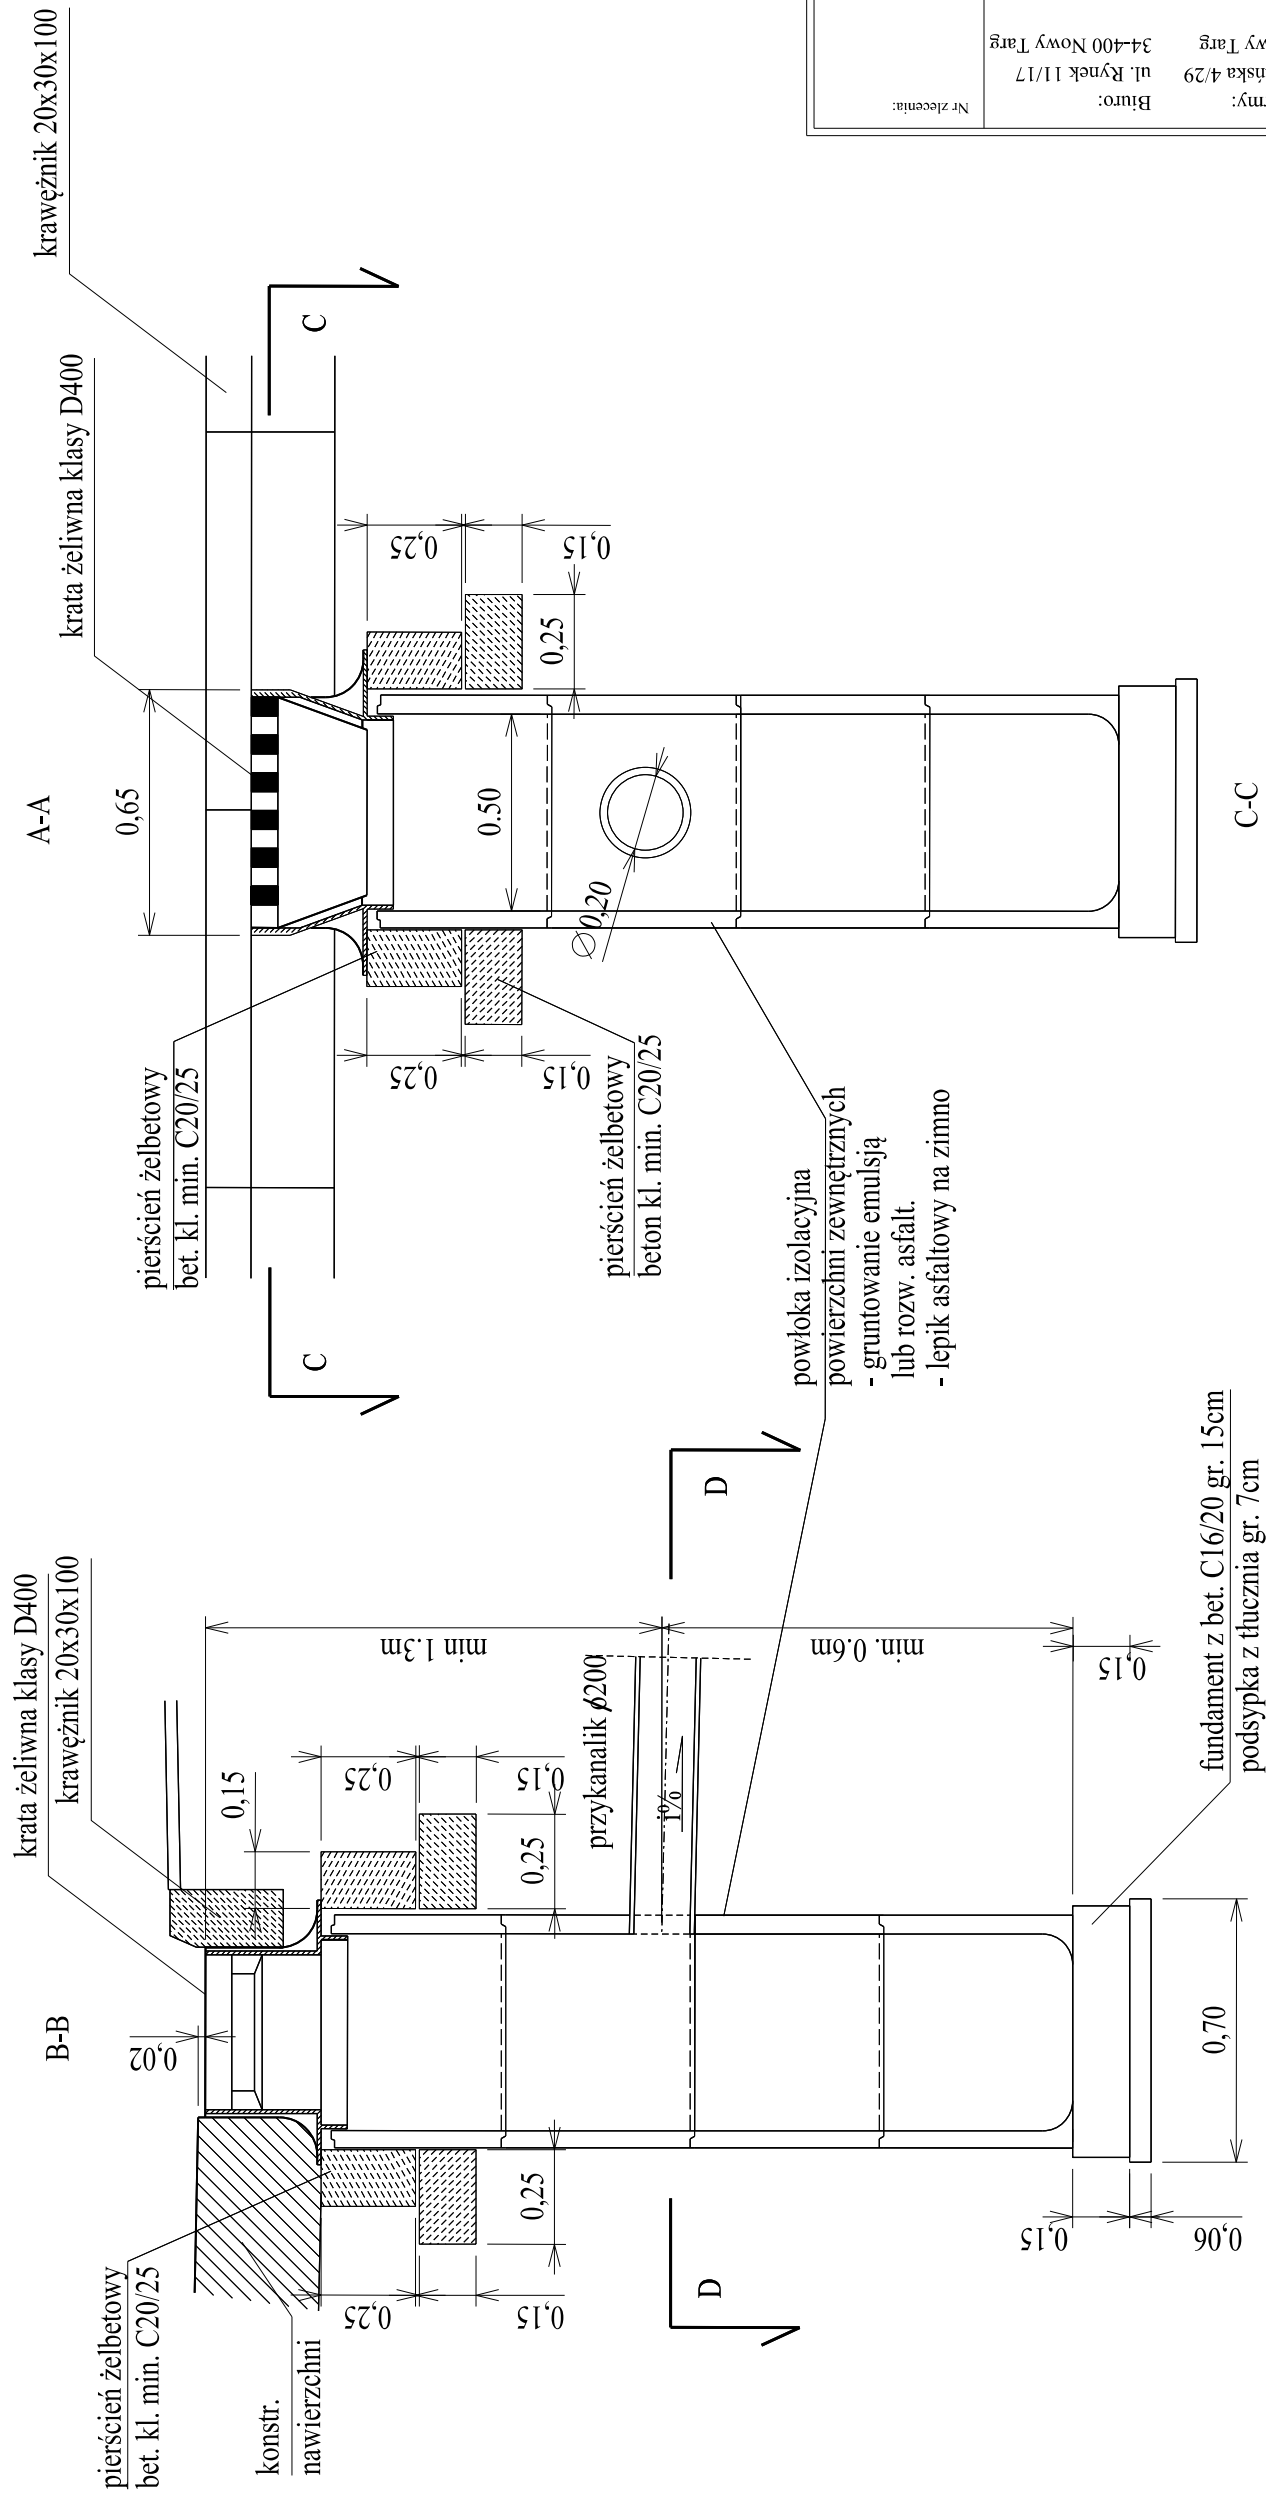 B-B
krata żeliwna klasy D400
krawężnik 20x30x100
0,02
0,15
pierścień żelbetowy
bet. kl. min. C20/25
konstr.
nawierzchni
0,25
0,15
0,25
0,25
0,15
0,25
min 1.3m
min. 0.6m
przykanalik ϕ200
i%
D
D
0,15
0,06
0,70
0,15
fundament z bet. C16/20 gr. 15cm
podsypka z tłucznia gr. 7cm
A-A
krata żeliwna klasy D400
krawężnik 20x30x100
0,65
C
C
pierścień żelbetowy
bet. kl. min. C20/25
0,25
0,15
pierścień żelbetowy
beton kl. min. C20/25
0,25
0,15
0,25
0.50
∅0,20
powłoka izolacyjna
powierzchni zewnętrznych
- gruntowanie emulsją
lub rozw. asfalt.
- lepik asfaltowy na zimno
C-C
Nr zlecenia:
Biuro:
ul. Rynek 11/17
34-400 Nowy Targ
4/29
Targ